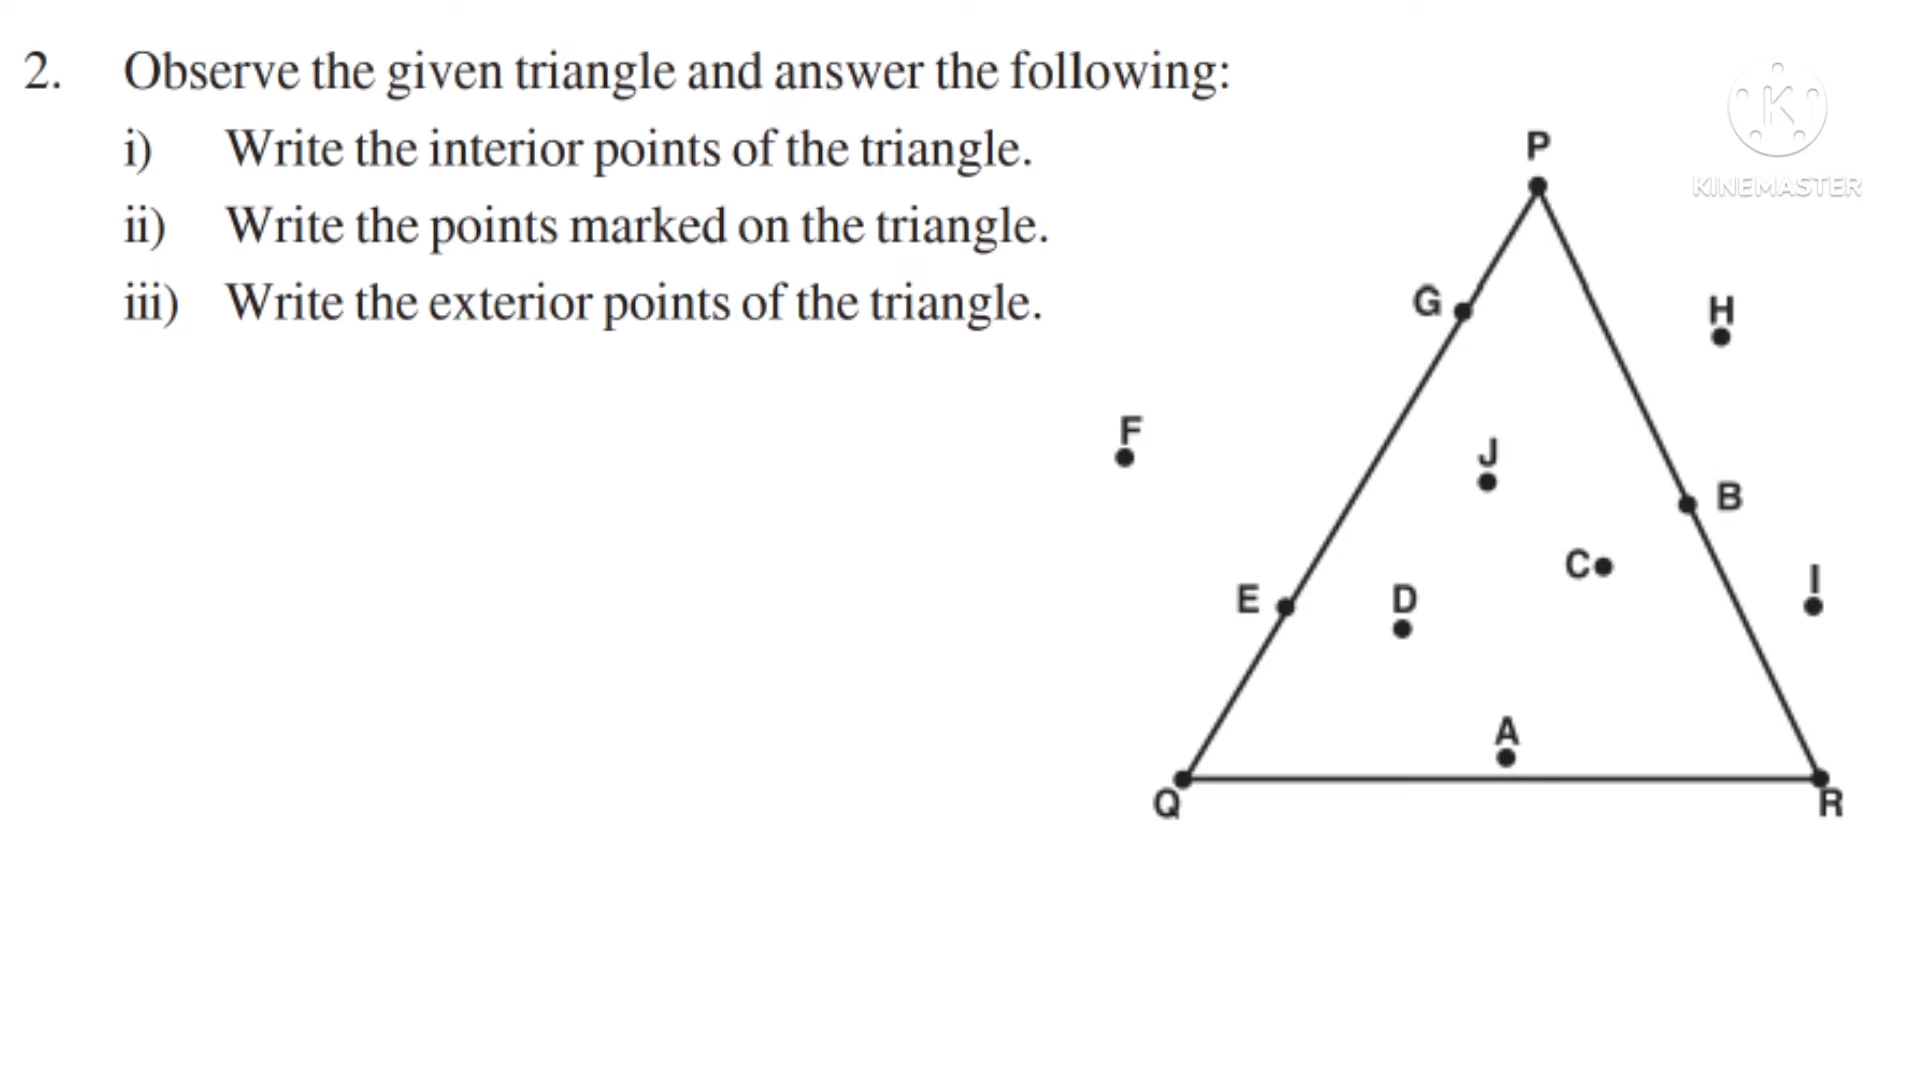 2. Observe the given triangle and answer the following:
i) Write the interior points of the triangle.
ii) Write the points marked on the triangle.
iii) Write the exterior points of the triangle.
K
KINEMASTER
P
G
H
F
J
B
C
E
D
I
A
Q
R